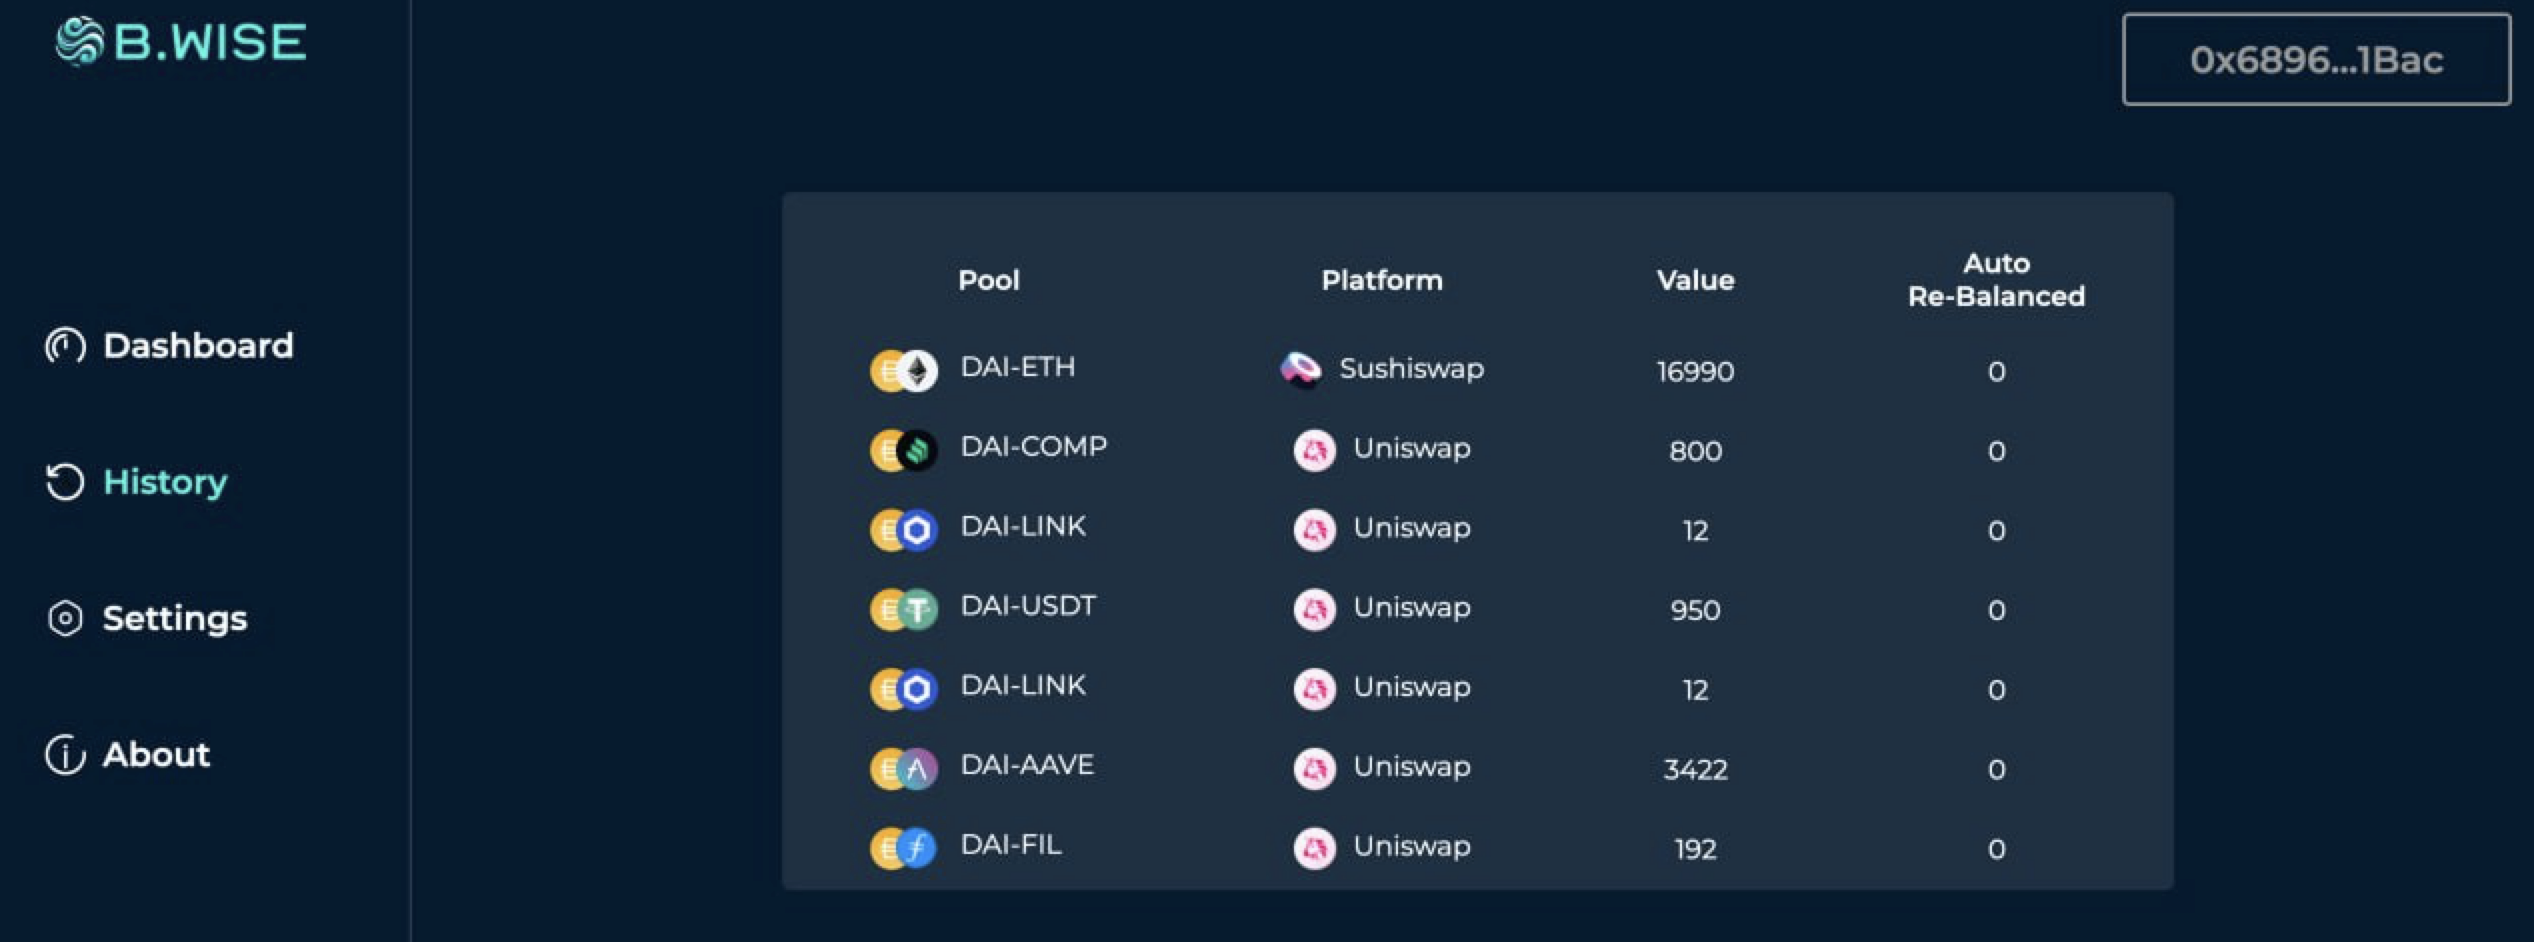 B.WISE
0x6896...1Bac
Dashboard
History
Settings
About
Pool Platform Value Auto Re-Balanced
DAI-ETH Sushiswap 16990 0
DAI-COMP Uniswap 800 0
DAI-LINK Uniswap 12 0
DAI-USDT Uniswap 950 0
DAI-LINK Uniswap 12 0
DAI-AAVE Uniswap 3422 0
DAI-FIL Uniswap 192 0